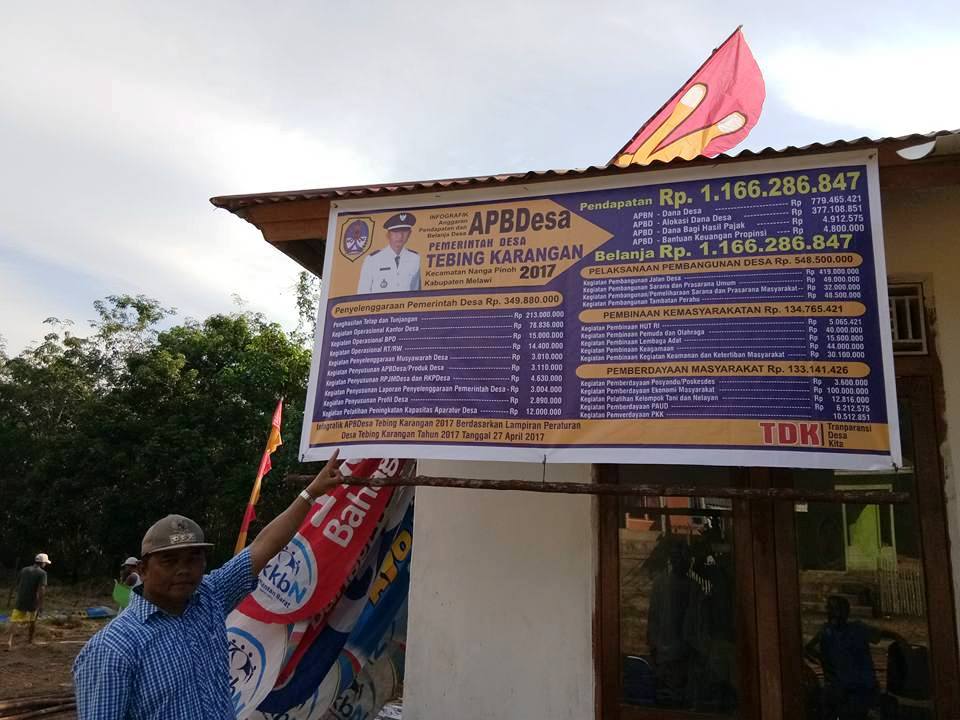 INFOGRAFIK
Anggaran
Pendapatan dan
Belanja Desa
APBDesa
PEMERINTAH DESA
TEBING KARANGAN
Kecamatan Nanga Pinoh
Kabupaten Melawi
2017
Penyelenggaraan Pemerintah Desa Rp. 349.880.000
Penghasilan Tetap dan Tunjangan Rp 213.000.000
Kegiatan Operasional Kantor Desa Rp 78.836.000
Kegiatan Operasional BPD Rp 15.000.000
Kegiatan Operasional RT/RW Rp 14.400.000
Kegiatan Penyelenggaraan Musyawarah Desa Rp 3.010.000
Kegiatan Penyusunan APBDesa/Produk Desa Rp 3.110.000
Kegiatan Penyusunan RPJMDesa dan RKPDesa Rp 4.630.000
Kegiatan Penyusunan Laporan Penyelenggaraan Pemerintah Desa - Rp 3.004.000
Kegiatan Penyusunan Profil Desa Rp 2.890.000
Kegiatan Pelatihan Peningkatan Kapasitas Aparatur Desa Rp 12.000.000
Pendapatan Rp. 1.166.286.847
APBN - Dana Desa Rp 779.465.421
APBD - Alokasi Dana Desa Rp 377.108.851
APBD - Dana Bagi Hasil Pajak Rp 4.912.575
APBD - Bantuan Keuangan Propinsi Rp 4.800.000
Belanja Rp. 1.166.286.847
PELAKSANAAN PEMBANGUNAN DESA Rp. 548.500.000
Kegiatan Pembangunan Jalan Desa Rp 419.000.000
Kegiatan Pembangunan Sarana dan Prasarana Umum Rp 49.000.000
Kegiatan Pembangunan/Pemeliharaan Sarana dan Prasarana Masyarakat Rp 32.000.000
Kegiatan Pembangunan Tambatan Perahu Rp 48.500.000
PEMBINAAN KEMASYARAKATAN Rp. 134.765.421
Kegiatan Pembinaan HUT RI Rp 5.065.421
Kegiatan Pembinaan Pemuda dan Olahraga Rp 40.000.000
Kegiatan Pembinaan Lembaga Adat Rp 15.600.000
Kegiatan Pembinaan Keagamaan Rp 44.000.000
Kegiatan Pembinaan Kegiatan Keamanan dan Ketertiban Masyarakat Rp 30.100.000
PEMBERDAYAAN MASYARAKAT Rp. 133.141.426
Kegiatan Pemberdayaan Posyandu/Poskesdes Rp 3.600.000
Kegiatan Pemberdayaan Ekonomi Masyarakat Rp 100.000.000
Kegiatan Pelatihan Kelompok Tani dan Nelayan Rp 12.816.000
Kegiatan Pemberdayaan PAUD Rp 6.212.575
Kegiatan Pemverdayaan PKK Rp 10.512.851
Infografik APBDesa Tebing Karangan 2017 Berdasarkan Lampiran Peraturan
Desa Tebing Karangan Tahun 2017 Tanggal 27 April 2017
TDK
Tranparansi
Desa
Kita